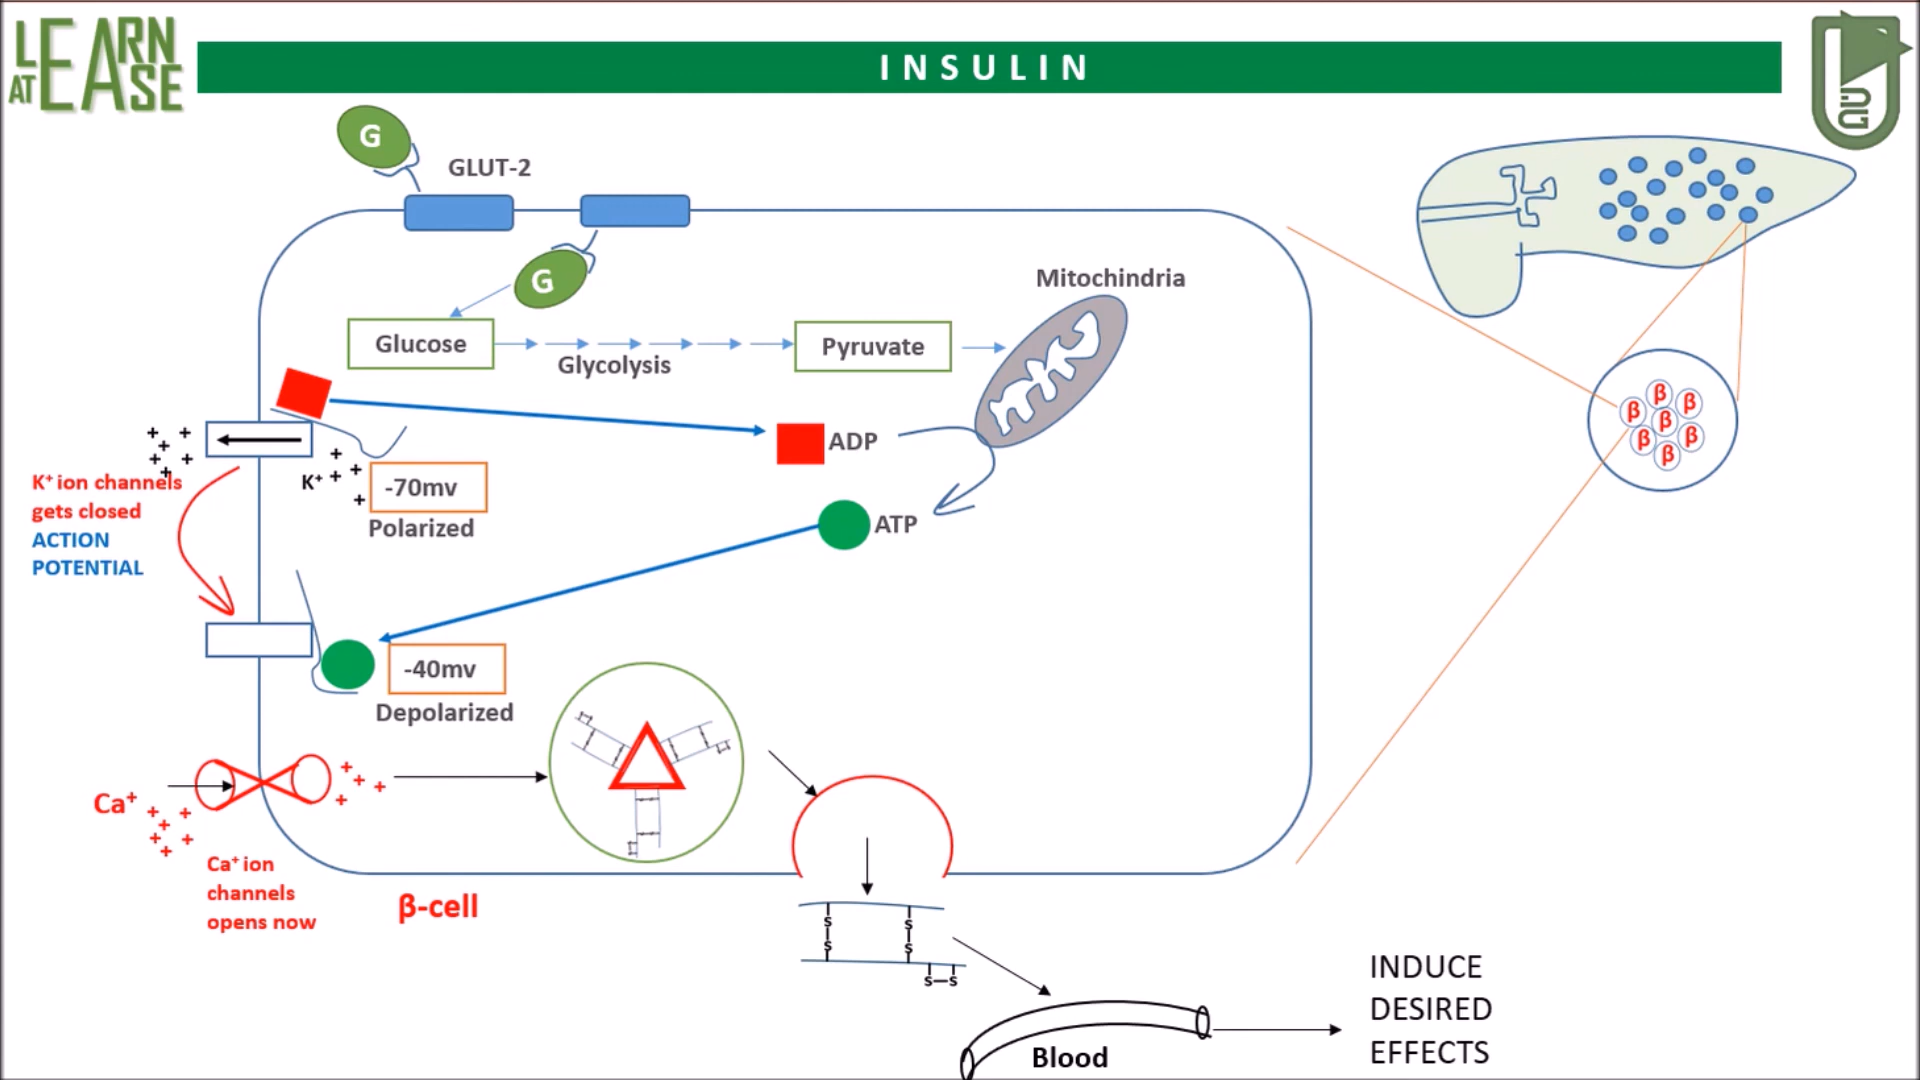 LEARN
AT EASE
INSULIN
G
GLUT-2
G
Mitochindria
Glucose
Glycolysis
Pyruvate
ADP
K⁺
-70mv
Polarized
K⁺ ion channels
gets closed
ACTION
POTENTIAL
ATP
-40mv
Depolarized
Ca⁺
Ca⁺ ion
channels
opens now
β-cell
β
β
β
β
β
β
β
S
S
S
S
S—S
Blood
INDUCE
DESIRED
EFFECTS